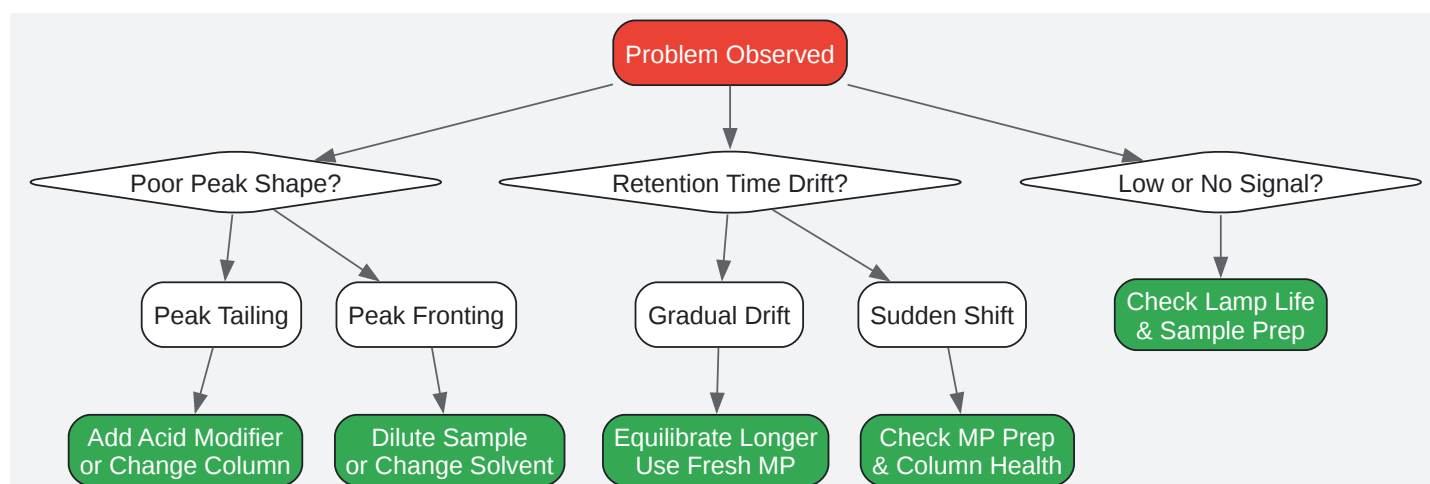 Problem Observed
Poor Peak Shape?
Retention Time Drift?
Low or No Signal?
Peak Tailing
Peak Fronting
Gradual Drift
Sudden Shift
Check Lamp Life
& Sample Prep
Add Acid Modifier
or Change Column
Dilute Sample
or Change Solvent
Equilibrate Longer
Use Fresh MP
Check MP Prep
& Column Health